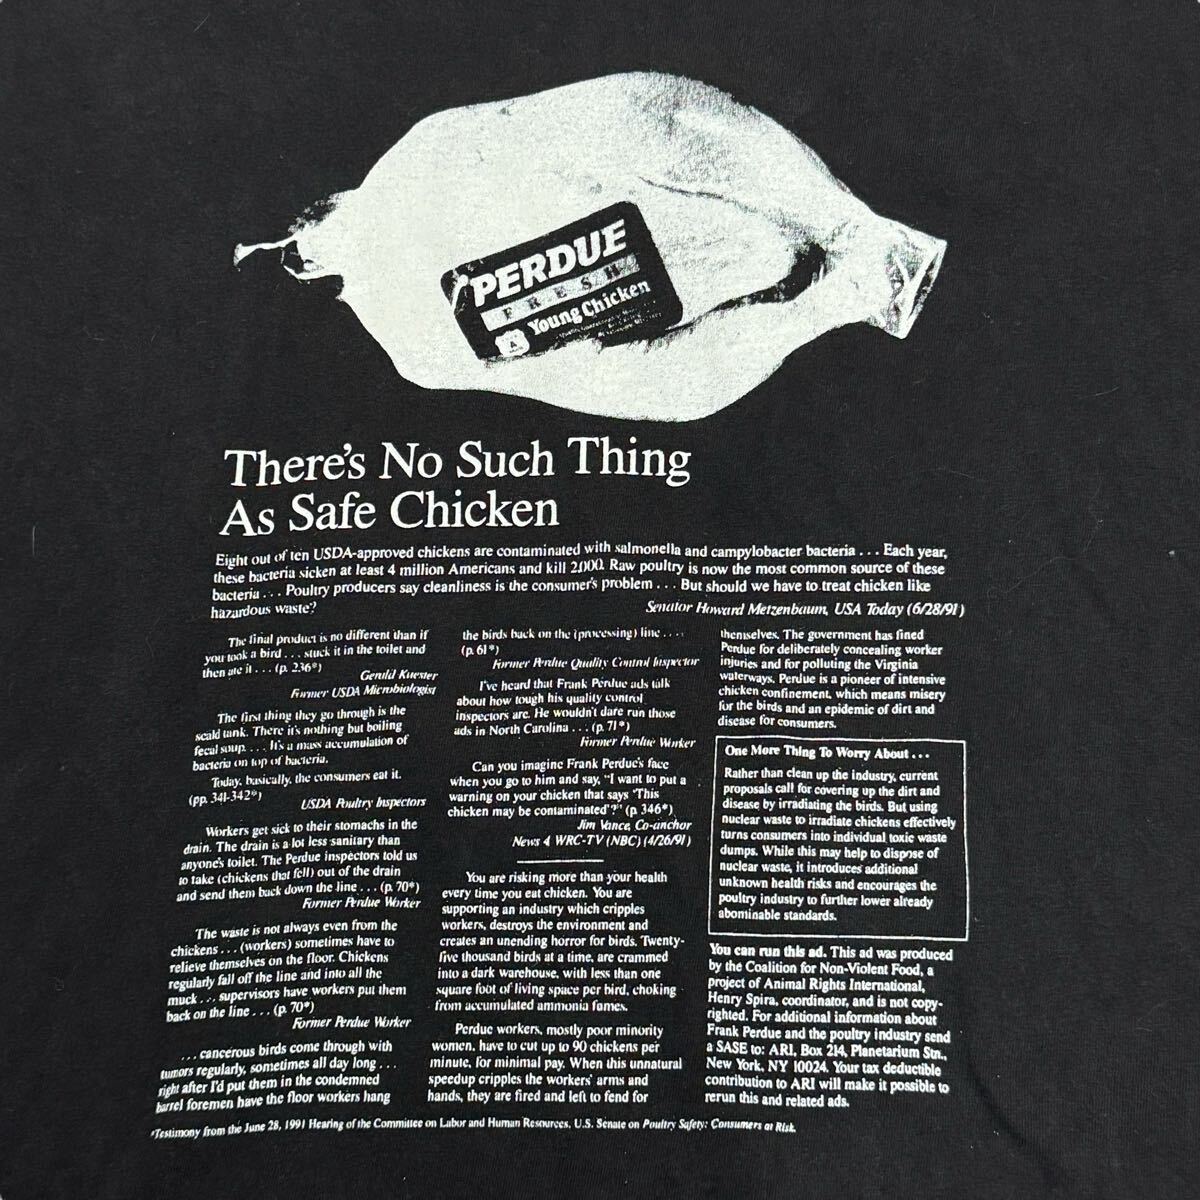 PERDUE
FRESH
Young Chicken
A
There's No Such Thing
As Safe Chicken
Eight out of ten USDA-approved chickens are contaminated with salmonella and campylobacter bacteria . . . Each year,
these bacteria sicken at least 4 million Americans and kill 2,000. Raw poultry is now the most common source of these
bacteria . . . Poultry producers say cleanliness is the consumer's problem . . . But should we have to treat chicken like
hazardous waste?
Senator Howard Metzenbaum, USA Today (6/28/91)
The final product is no different than if
you took a bird . . . stuck it in the toilet and
then ate it . . . (p. 236*)
Gerald Kuester
Former USDA Microbiologist
The first thing they go through is the
scald tank. There it's nothing but boiling
fecal soup. . . . It's a mass accumulation of
bacteria on top of bacteria.
Today, basically, the consumers eat it.
(pp. 341-342*)
USDA Poultry Inspectors
Workers get sick to their stomachs in the
drain. The drain is a lot less sanitary than
anyone's toilet. The Perdue inspectors told us
to take (chickens that fell) out of the drain
and send them back down the line . . . (p. 70*)
Former Perdue Worker
The waste is not always even from the
chickens . . . (workers) sometimes have to
relieve themselves on the floor. Chickens
regularly fall off the line and into all the
muck . . . supervisors have workers put them
back on the line . . . (p. 70*)
Former Perdue Worker
. . . cancerous birds come through with
tumors regularly, sometimes all day long . . .
right after I'd put them in the condemned
barrel foremen have the floor workers hang
the birds back on the (processing) line . . . .
(p. 61*)
Former Perdue Quality Control Inspector
I've heard that Frank Perdue ads talk
about how tough his quality control
inspectors are. He wouldn't dare run those
ads in North Carolina . . . (p. 71*)
Former Perdue Worker
Can you imagine Frank Perdue's face
when you go to him and say, "I want to put a
warning on your chicken that says 'This
chicken may be contaminated'?" (p. 346*)
Jim Vance, Co-anchor
News 4 WRC-TV (NBC) (4/26/91)
You are risking more than your health
every time you eat chicken. You are
supporting an industry which cripples
workers, destroys the environment and
creates an unending horror for birds. Twenty-
five thousand birds at a time, are crammed
into a dark warehouse, with less than one
square foot of living space per bird, choking
from accumulated ammonia fumes.
Perdue workers, mostly poor minority
women, have to cut up to 90 chickens per
minute, for minimal pay. When this unnatural
speedup cripples the workers' arms and
hands, they are fired and left to fend for
themselves. The government has fined
Perdue for deliberately concealing worker
injuries and for polluting the Virginia
waterways. Perdue is a pioneer of intensive
chicken confinement, which means misery
for the birds and an epidemic of dirt and
disease for consumers.
One More Thing To Worry About . . .
Rather than clean up the industry, current
proposals call for covering up the dirt and
disease by irradiating the birds. But using
nuclear waste to irradiate chickens effectively
turns consumers into individual toxic waste
dumps. While this may help to dispose of
nuclear waste, it introduces additional
unknown health risks and encourages the
poultry industry to further lower already
abominable standards.
You can run this ad. This ad was produced
by the Coalition for Non-Violent Food, a
project of Animal Rights International,
Henry Spira, coordinator, and is not copy-
righted. For additional information about
Frank Perdue and the poultry industry send
a SASE to: ARI, Box 214, Planetarium Stn.,
New York, NY 10024. Your tax deductible
contribution to ARI will make it possible to
rerun this and related ads.
*Testimony from the June 28, 1991 Hearing of the Committee on Labor and Human Resources, U.S. Senate on Poultry Safety: Consumers at Risk.